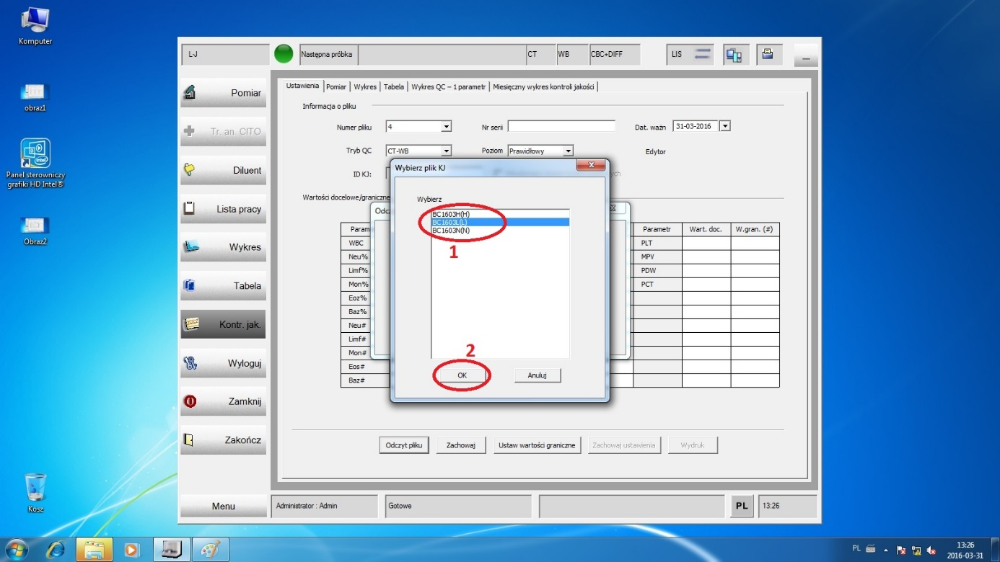 Komputer
obraz1
Panel sterowniczy
grafiki HD Intel®
Obraz2
Kosz
L-J
Następna próbka
CT
WB
CBC+DIFF
LIS
Pomiar
Tr. an. CITO
Diluent
Lista pracy
Wykres
Tabela
Kontr. jak.
Wyloguj
Zamknij
Zakończ
Menu
Ustawienia
Pomiar
Wykres
Tabela
Wykres QC – 1 parametr
Miesięczny wykres kontroli jakości
Informacja o pliku
Numer pliku
4
Nr serii
Dat. ważn
31-03-2016
Tryb QC
CT-WB
Poziom
Prawidłowy
Edytor
ID KJ:
Wartości docelowe/graniczne
Param
WBC
Neu%
Limf%
Mon%
Eoz%
Baz%
Neu#
Limf#
Mon#
Eos#
Baz#
Wybierz plik KJ
Wybierz
BC1603H(H)
BC1603L(L)
BC1603N(N)
1
2
OK
Anuluj
Parametr
Wart. doc.
W.gran. (#)
PLT
MPV
PDW
PCT
Odczyt pliku
Zachowaj
Ustaw wartości graniczne
Zachowaj ustawienia
Wydruk
Administrator : Admin
Gotowe
PL
13:26
PL
13:26
2016-03-31